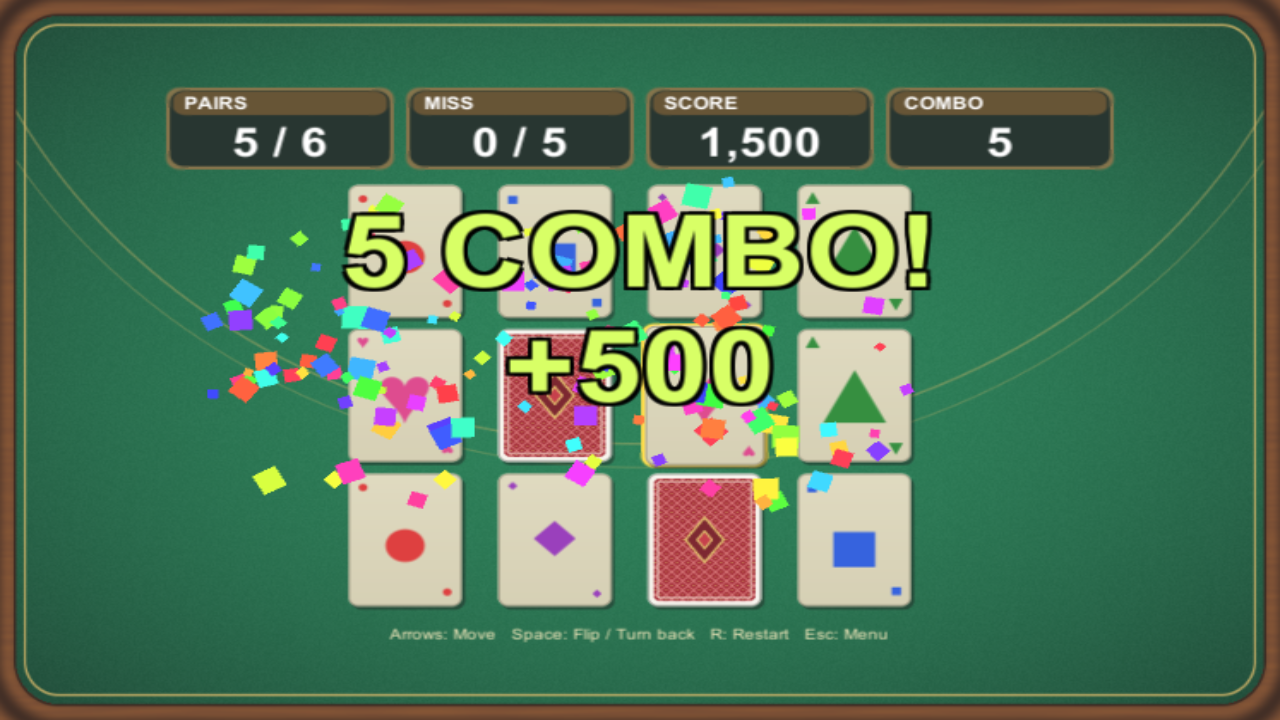 PAIRS
5 / 6
MISS
0 / 5
SCORE
1,500
COMBO
5
5 COMBO!
+500
Arrows: Move Space: Flip / Turn back R: Restart Esc: Menu